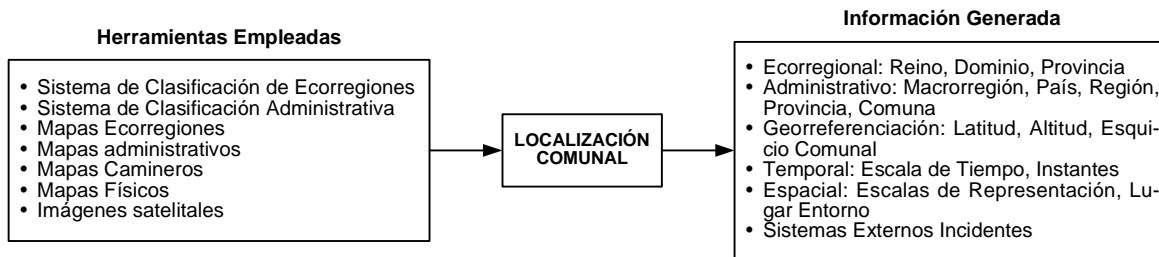 Herramientas Empleadas
• Sistema de Clasificación de Ecorregiones
• Sistema de Clasificación Administrativa
• Mapas Ecorregiones
• Mapas administrativos
• Mapas Camineros
• Mapas Físicos
• Imágenes satelitales
LOCALIZACIÓN
COMUNAL
Información Generada
• Ecorregional: Reino, Dominio, Provincia
• Administrativo: Macrorregión, País, Región,
Provincia, Comuna
• Georreferenciación: Latitud, Altitud, Esqui-
cio Comunal
• Temporal: Escala de Tiempo, Instantes
• Espacial: Escalas de Representación, Lu-
gar Entorno
• Sistemas Externos Incidentes